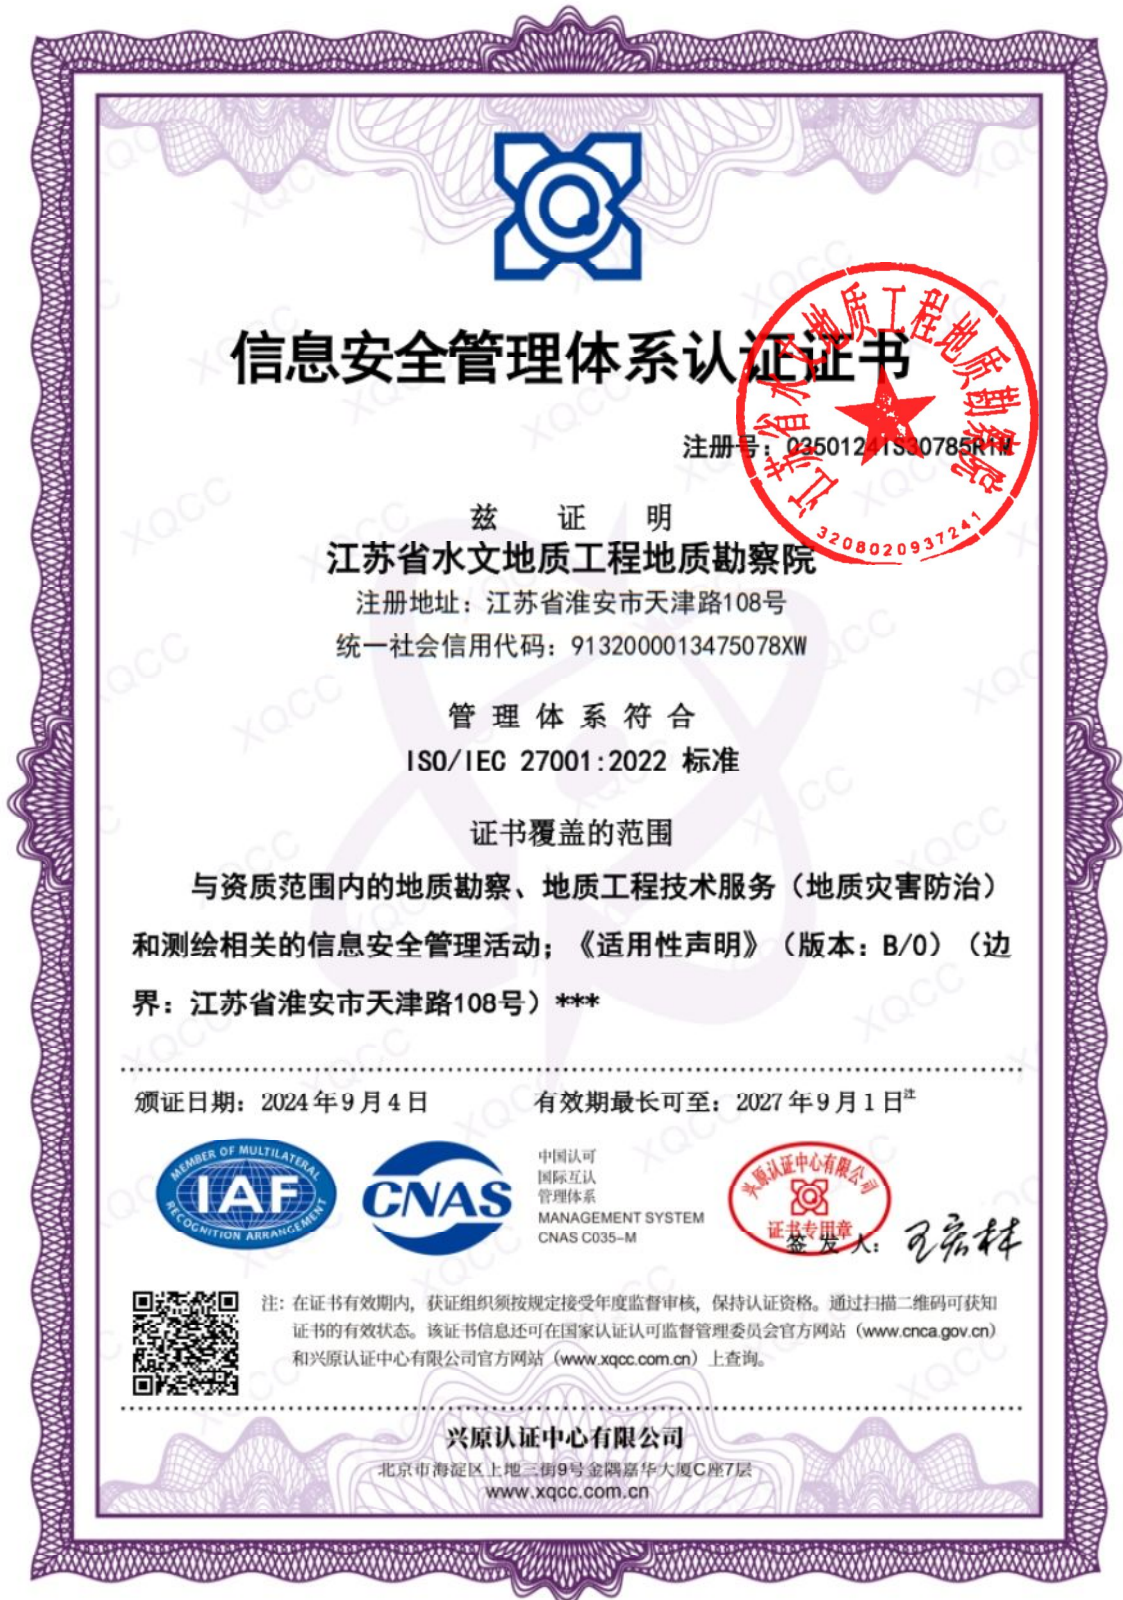 信息安全管理体系认证证书
注册号：0350124IS30785R1M
兹 证 明
江苏省水文地质工程地质勘察院
注册地址：江苏省淮安市天津路108号
统一社会信用代码：9132000013475078XW
管 理 体 系 符 合
ISO/IEC 27001:2022 标准
证书覆盖的范围
与资质范围内的地质勘察、地质工程技术服务（地质灾害防治）
和测绘相关的信息安全管理活动；《适用性声明》（版本：B/0）（边
界：江苏省淮安市天津路108号）***
颁证日期：2024年9月4日
有效期最长可至：2027年9月1日注
MEMBER OF MULTILATERAL
IAF
RECOGNITION ARRANGEMENT
CNAS
中国认可
国际互认
管理体系
MANAGEMENT SYSTEM
CNAS C035-M
兴原认证中心有限公司
证书专用章
签 发 人：
王宏林
注：在证书有效期内，获证组织须按规定接受年度监督审核，保持认证资格。通过扫描二维码可获知
证书的有效状态。该证书信息还可在国家认证认可监督管理委员会官方网站（www.cnca.gov.cn）
和兴原认证中心有限公司官方网站（www.xqcc.com.cn）上查询。
兴原认证中心有限公司
北京市海淀区上地三街9号金隅嘉华大厦C座7层
www.xqcc.com.cn
江苏省水文地质工程地质勘察院
3208020937241
XQCC